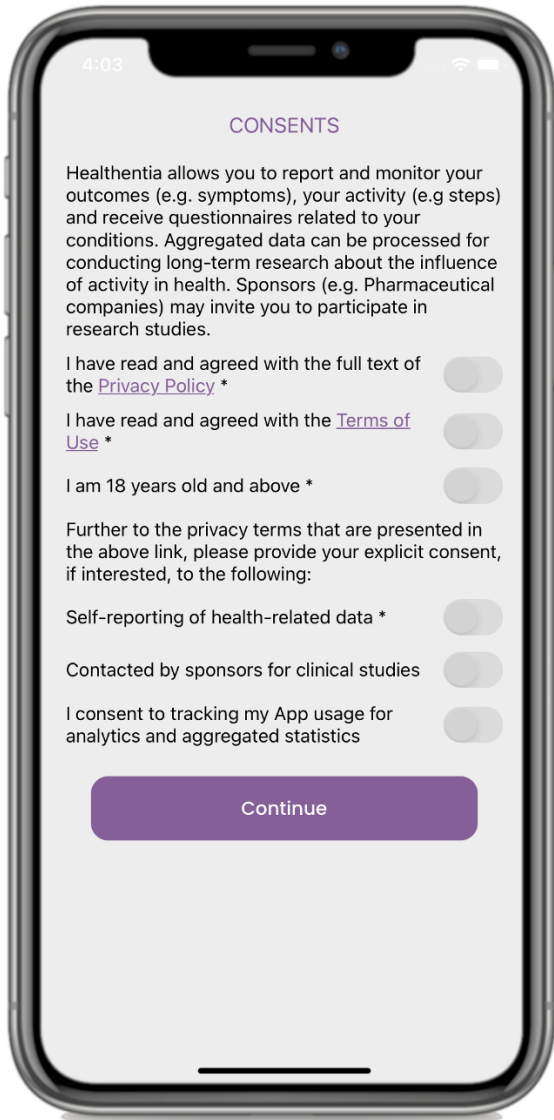 4:03
CONSENTS
Healthentia allows you to report and monitor your
outcomes (e.g. symptoms), your activity (e.g steps)
and receive questionnaires related to your
conditions. Aggregated data can be processed for
conducting long-term research about the influence
of activity in health. Sponsors (e.g. Pharmaceutical
companies) may invite you to participate in
research studies.
I have read and agreed with the full text of
the Privacy Policy *
I have read and agreed with the Terms of
Use *
I am 18 years old and above *
Further to the privacy terms that are presented in
the above link, please provide your explicit consent,
if interested, to the following:
Self-reporting of health-related data *
Contacted by sponsors for clinical studies
I consent to tracking my App usage for
analytics and aggregated statistics
Continue